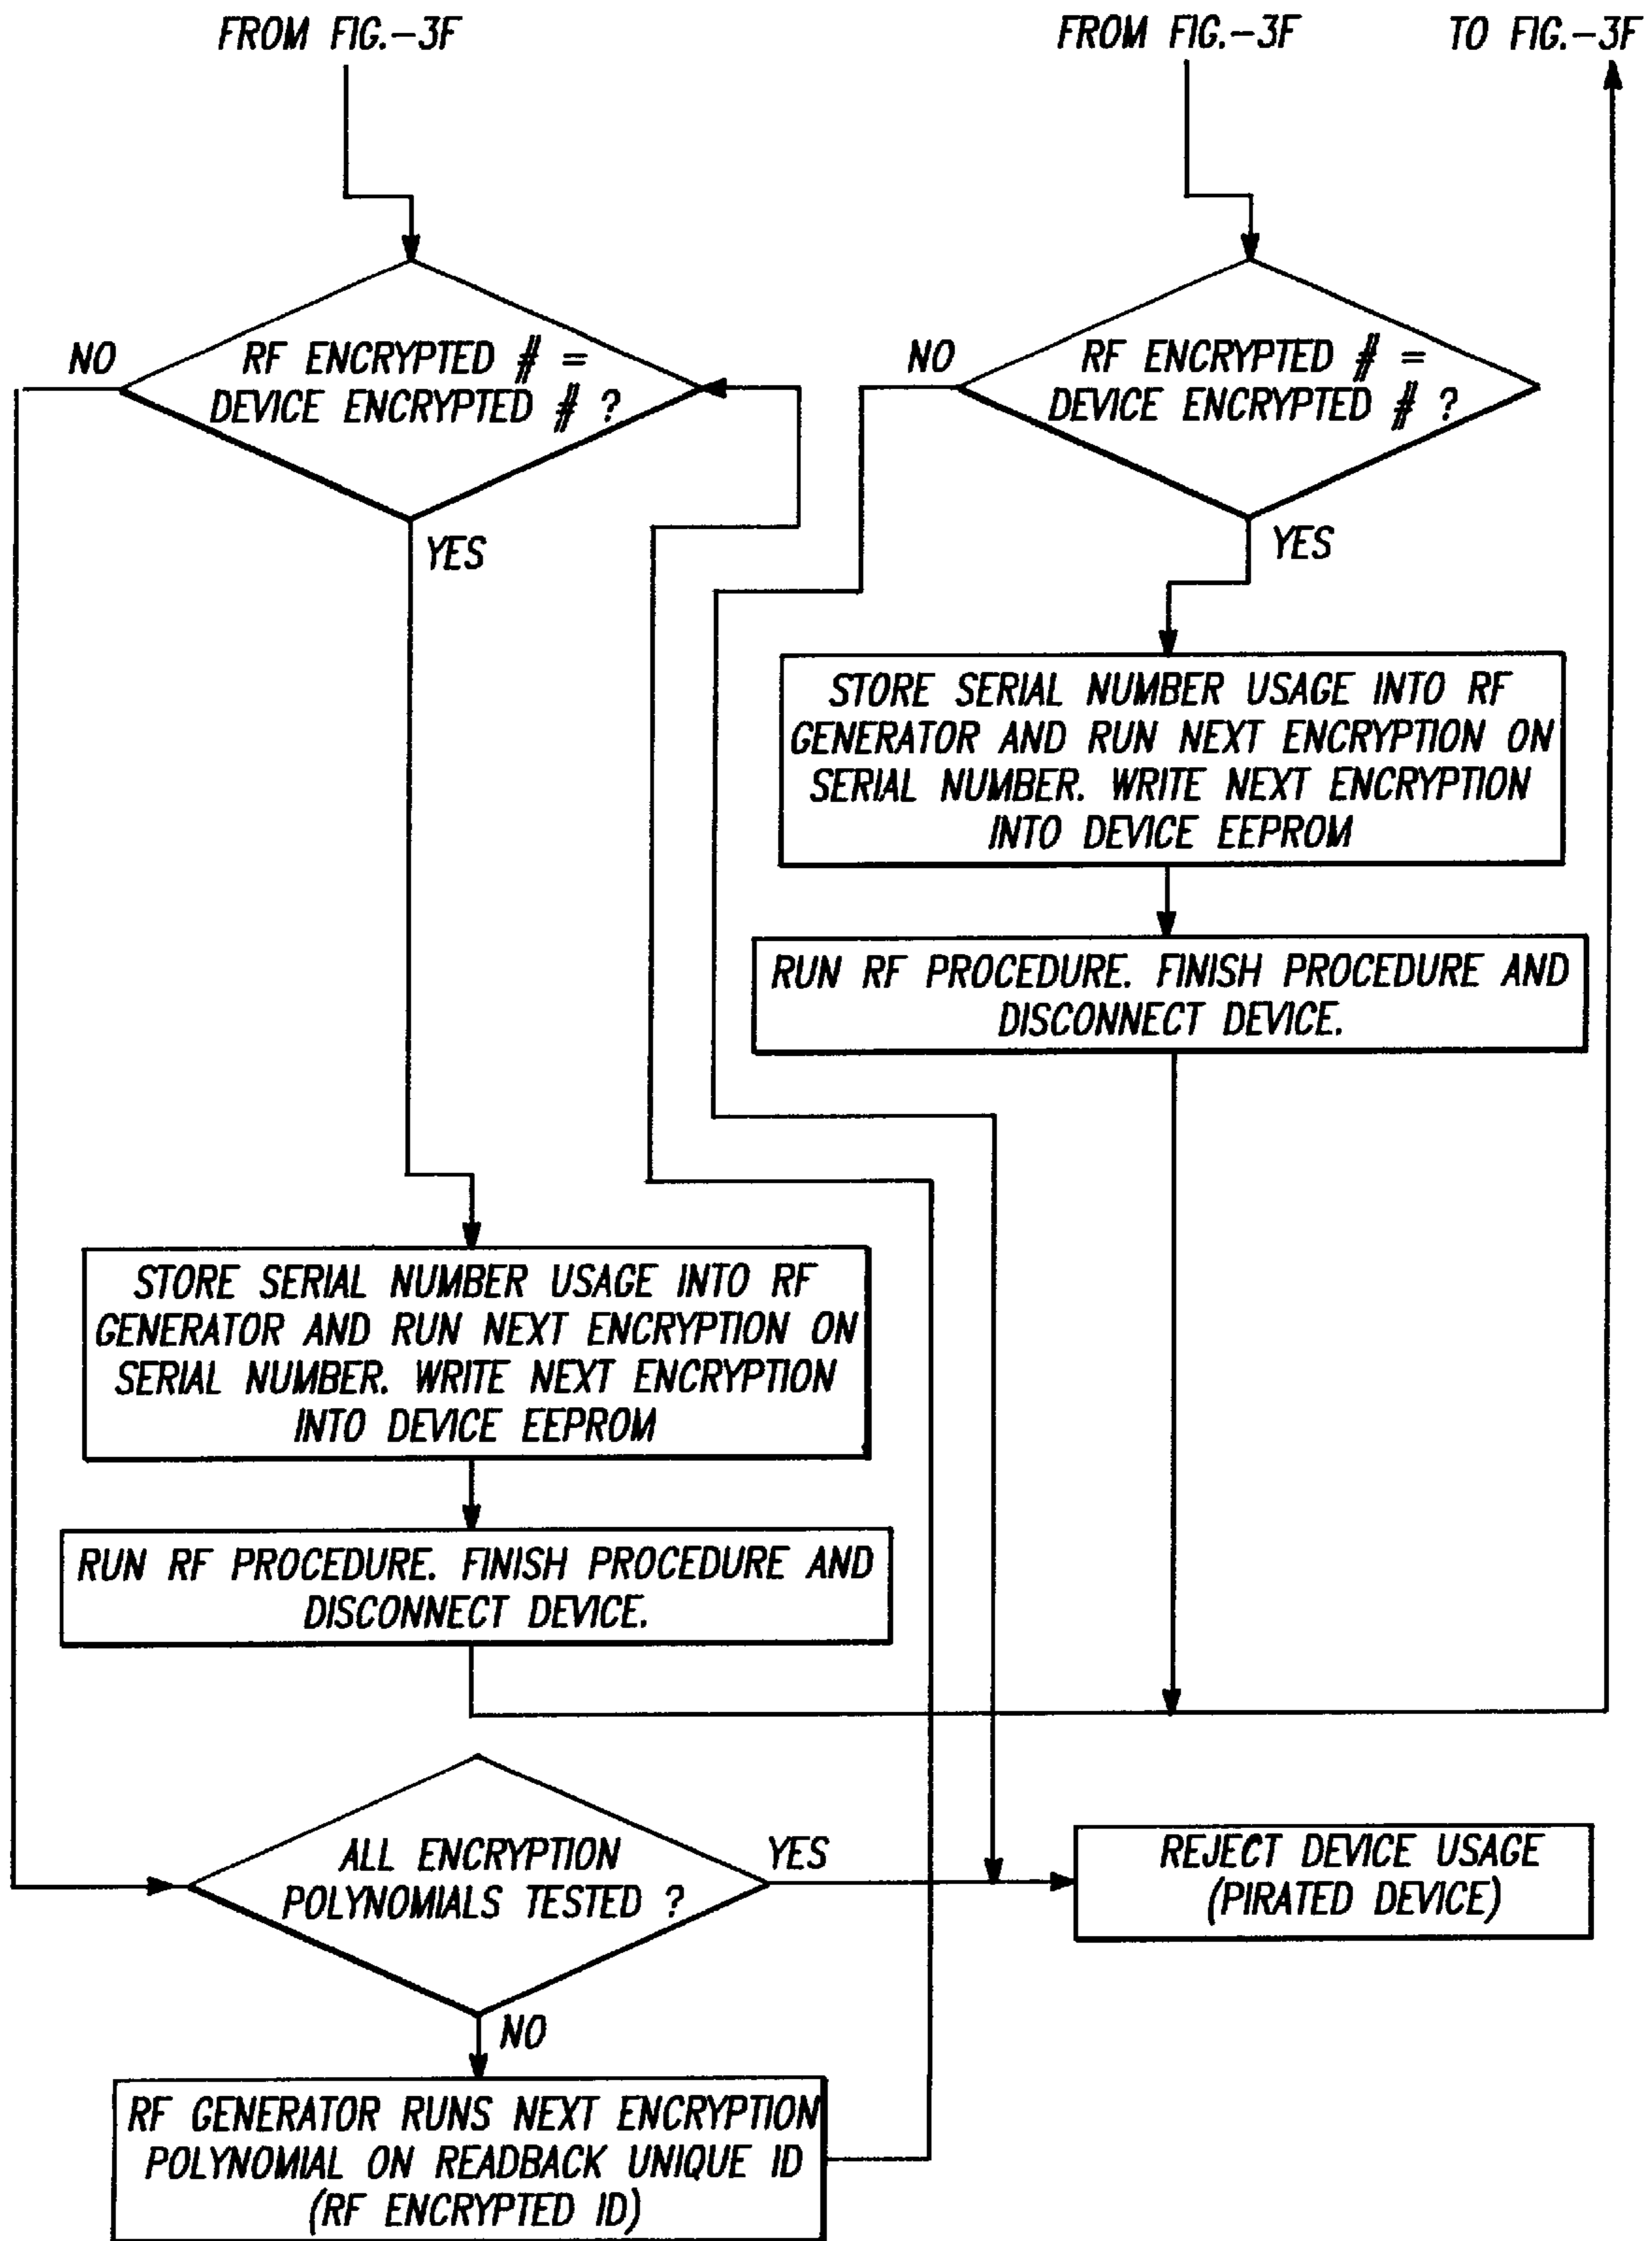 FROM FIG.-3F
FROM FIG.-3F
TO FIG.-3F
NO
RF ENCRYPTED # =
DEVICE ENCRYPTED # ?
YES
NO
RF ENCRYPTED # =
DEVICE ENCRYPTED # ?
YES
STORE SERIAL NUMBER USAGE INTO RF
GENERATOR AND RUN NEXT ENCRYPTION ON
SERIAL NUMBER. WRITE NEXT ENCRYPTION
INTO DEVICE EEPROM
RUN RF PROCEDURE. FINISH PROCEDURE AND
DISCONNECT DEVICE.
STORE SERIAL NUMBER USAGE INTO RF
GENERATOR AND RUN NEXT ENCRYPTION ON
SERIAL NUMBER. WRITE NEXT ENCRYPTION
INTO DEVICE EEPROM
RUN RF PROCEDURE. FINISH PROCEDURE AND
DISCONNECT DEVICE.
ALL ENCRYPTION
POLYNOMIALS TESTED ?
YES
REJECT DEVICE USAGE
(PIRATED DEVICE)
NO
RF GENERATOR RUNS NEXT ENCRYPTION
POLYNOMIAL ON READBACK UNIQUE ID
(RF ENCRYPTED ID)